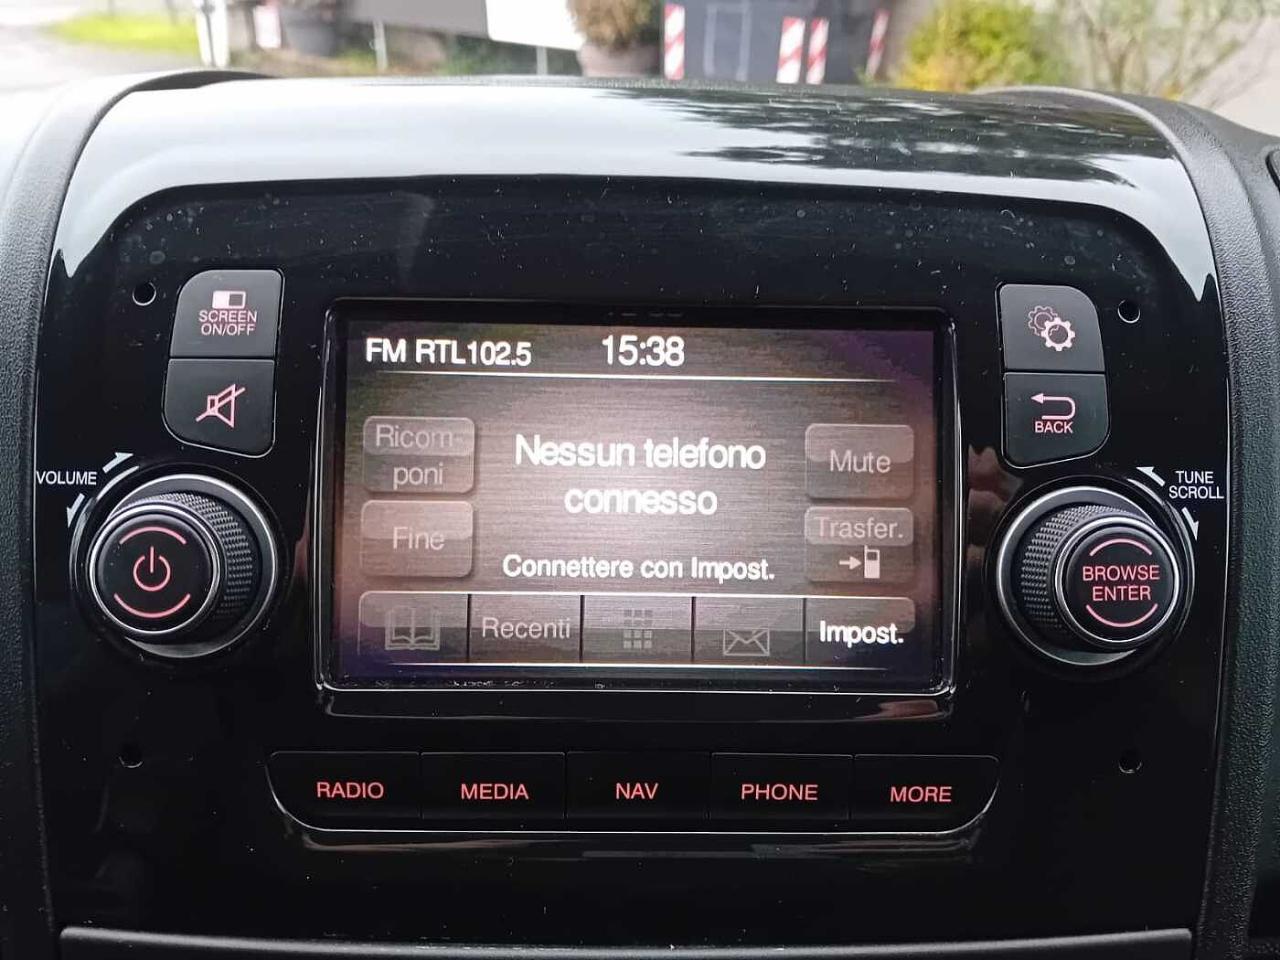 SCREEN
ON/OFF
VOLUME
BACK
TUNE
SCROLL
FM RTL102.5 15:38
Ricom-
poni
Nessun telefono
connesso
Mute
Fine
Trasfer.
Connettere con Impost.
Recenti
Impost.
BROWSE
ENTER
RADIO MEDIA NAV PHONE MORE